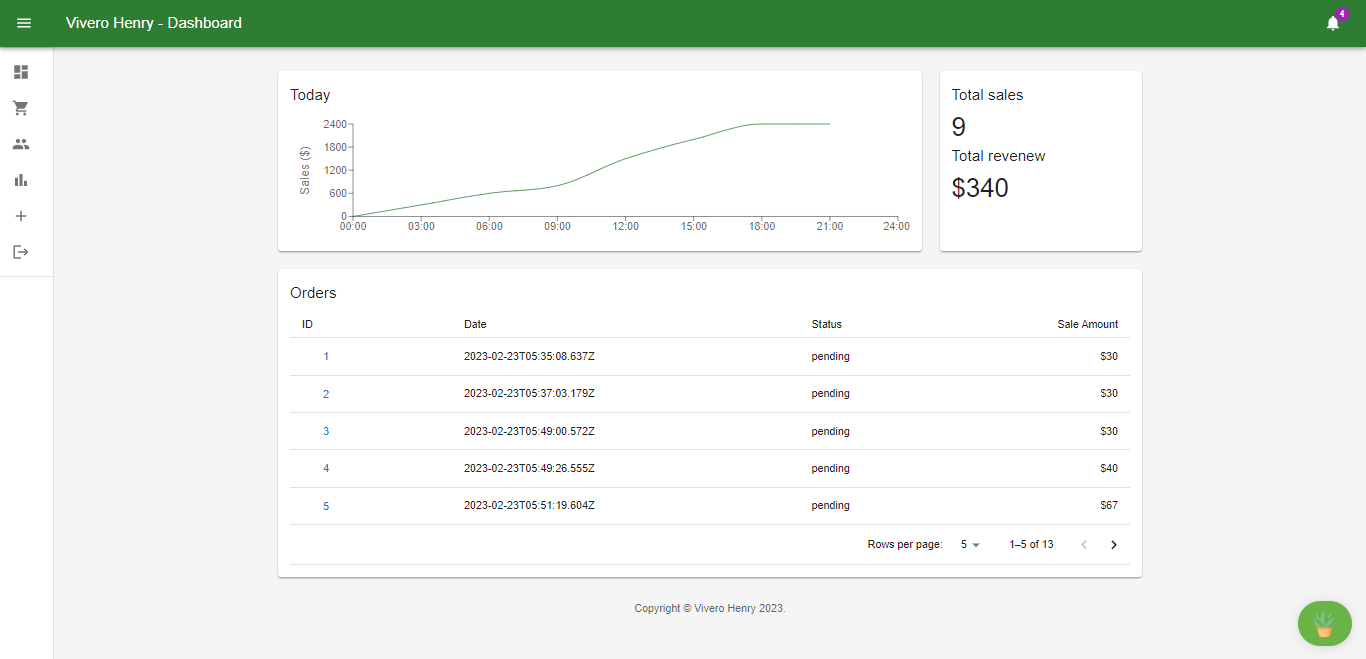 Vivero Henry - Dashboard
4
Today
Sales ($)
2400
1800
1200
600
0
00:00 03:00 06:00 09:00 12:00 15:00 18:00 21:00 24:00
Total sales
9
Total revenew
$340
Orders
ID Date Status Sale Amount
1 2023-02-23T05:35:08.637Z pending $30
2 2023-02-23T05:37:03.179Z pending $30
3 2023-02-23T05:49:00.572Z pending $30
4 2023-02-23T05:49:26.555Z pending $40
5 2023-02-23T05:51:19.604Z pending $67
Rows per page: 5 1–5 of 13
Copyright © Vivero Henry 2023.